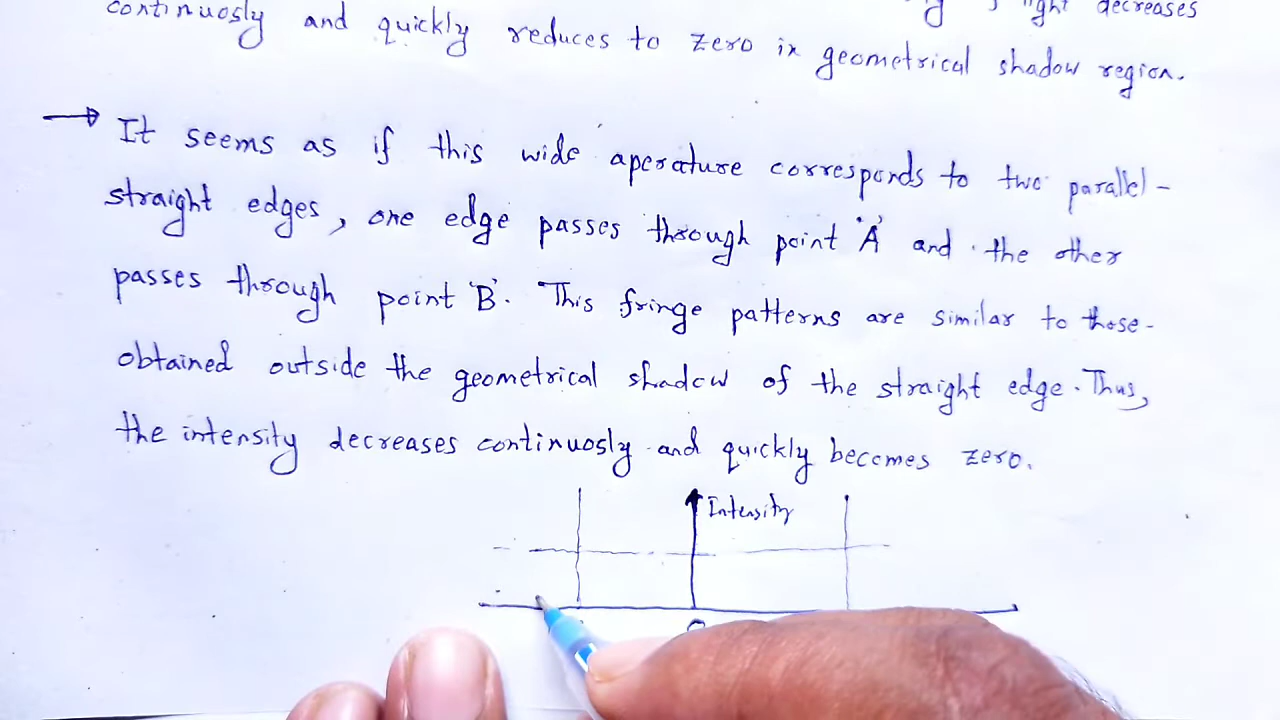 continuosly and quickly reduces to zero in geometrical shadow region.
light decreases
→ It seems as if this wide aperature corresponds to two parallel-
straight edges, one edge passes through point 'A' and the other
passes through point 'B'. This fringe patterns are similar to those-
obtained outside the geometrical shadow of the straight edge. Thus,
the intensity decreases continuosly and quickly becomes zero.
Intensity